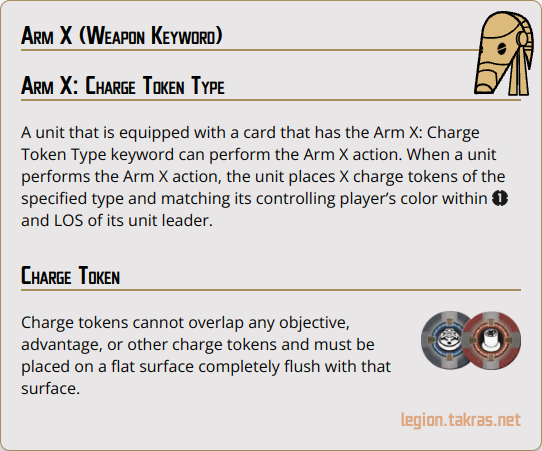 Arm X (Weapon Keyword)
Arm X: Charge Token Type
A unit that is equipped with a card that has the Arm X: Charge
Token Type keyword can perform the Arm X action. When a unit
performs the Arm X action, the unit places X charge tokens of the
specified type and matching its controlling player’s color within 1
and LOS of its unit leader.
Charge Token
Charge tokens cannot overlap any objective,
advantage, or other charge tokens and must be
placed on a flat surface completely flush with that
surface.
legion.takras.net